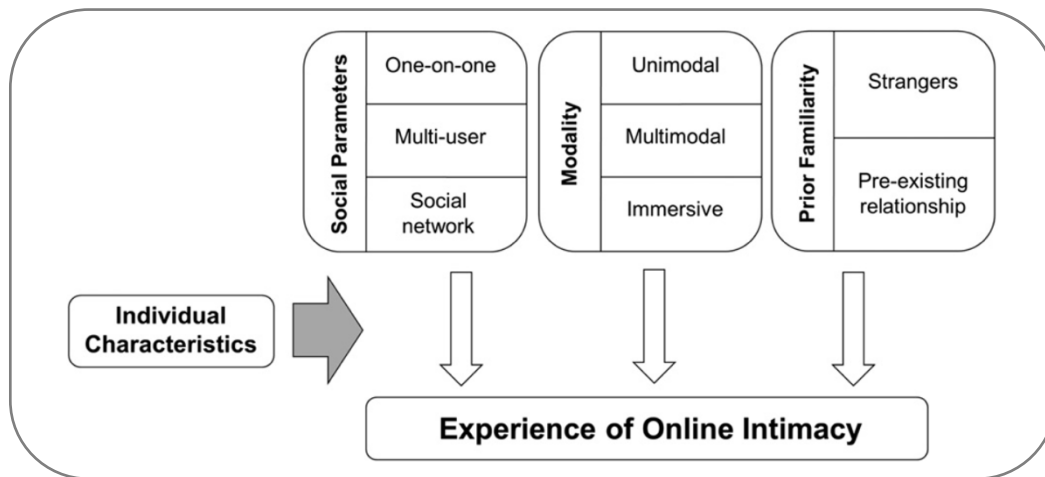 Social Parameters
One-on-one
Multi-user
Social
network
Modality
Unimodal
Multimodal
Immersive
Prior Familiarity
Strangers
Pre-existing
relationship
Individual
Characteristics
Experience of Online Intimacy